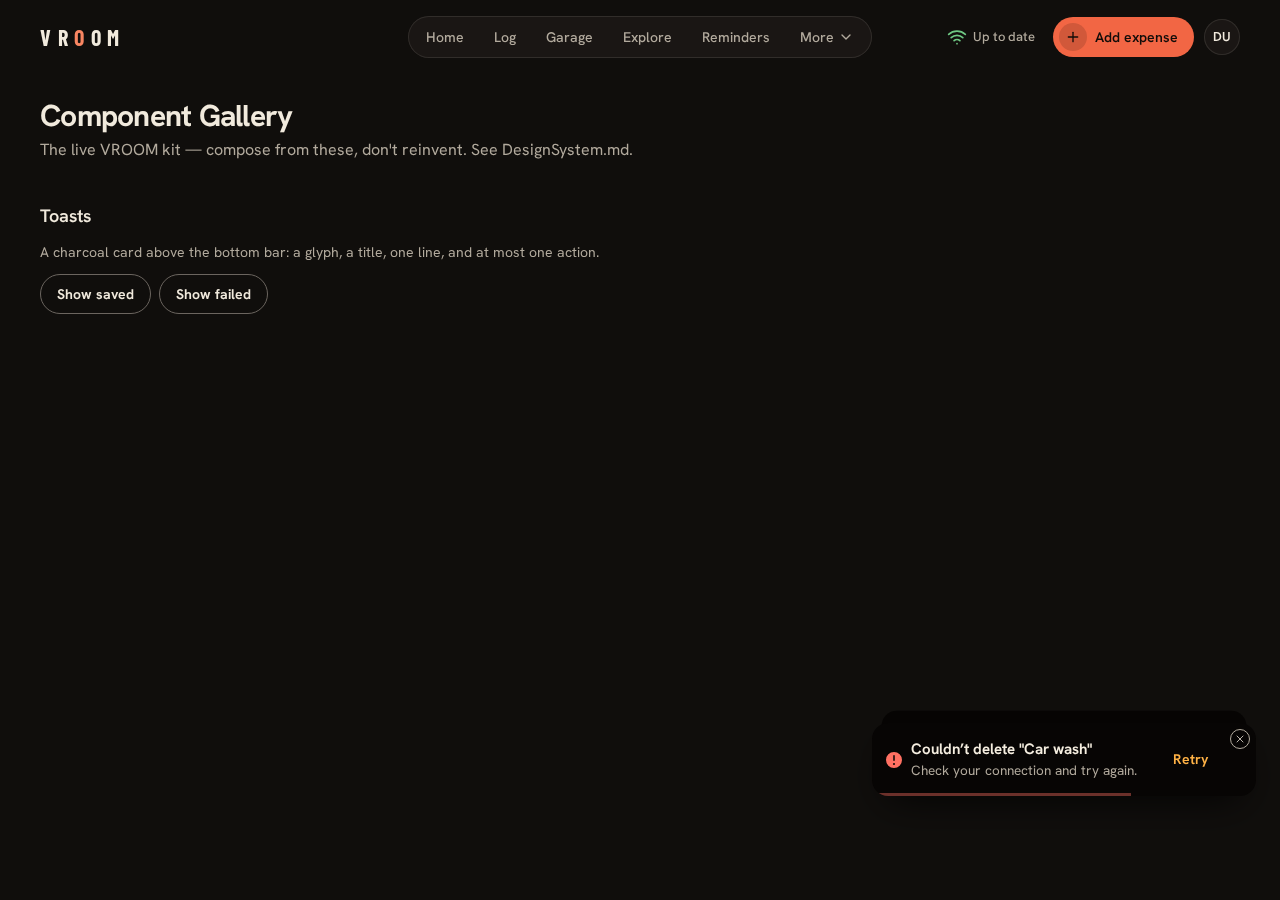 VROOM
Home Log Garage Explore Reminders More
Up to date
Add expense
DU
Component Gallery
The live VROOM kit — compose from these, don't reinvent. See DesignSystem.md.
Toasts
A charcoal card above the bottom bar: a glyph, a title, one line, and at most one action.
Show saved
Show failed
Couldn’t delete "Car wash"
Check your connection and try again.
Retry